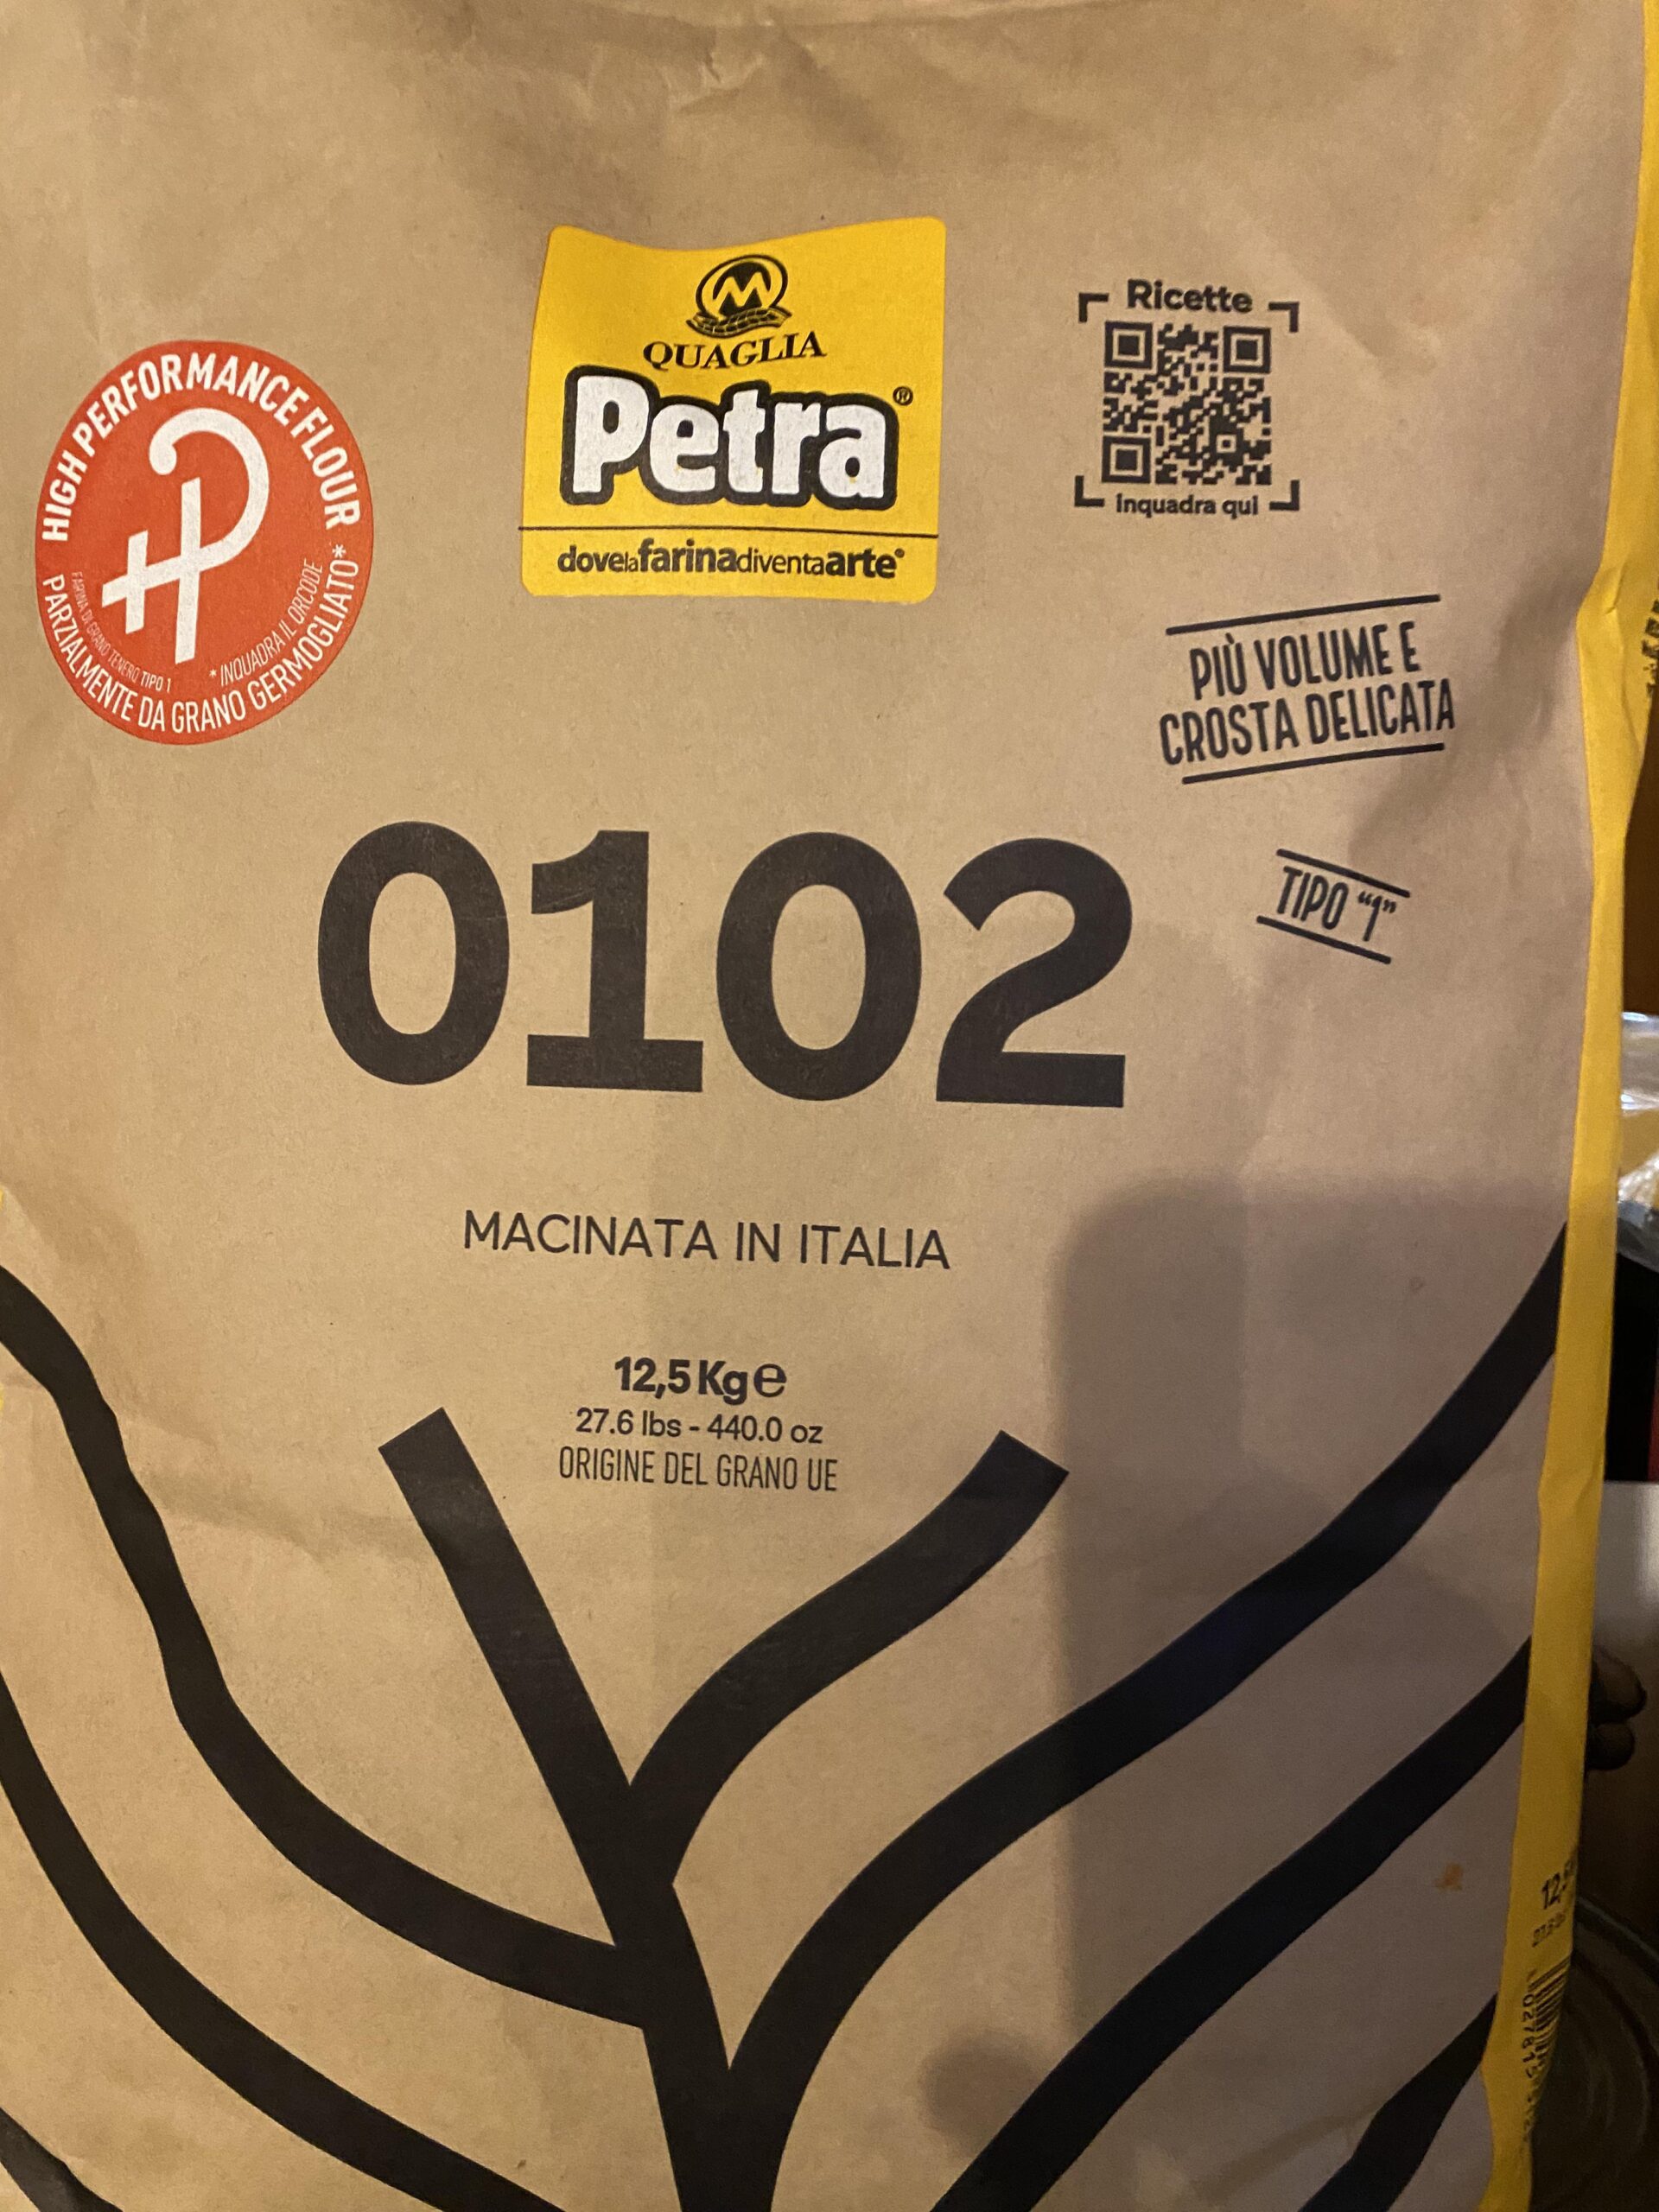 QUAGLIA
Petra®
dovelafarinadiventaarte®
Ricette
Inquadra qui
HIGH PERFORMANCE FLOUR
HP
FARINA DI GRANO TENERO TIPO 1
* INQUADRA IL QRCODE
PARZIALMENTE DA GRANO GERMOGLIATO*
PIÙ VOLUME E
CROSTA DELICATA
0102
TIPO “1”
MACINATA IN ITALIA
12,5 Kg e
27.6 lbs - 440.0 oz
ORIGINE DEL GRANO UE